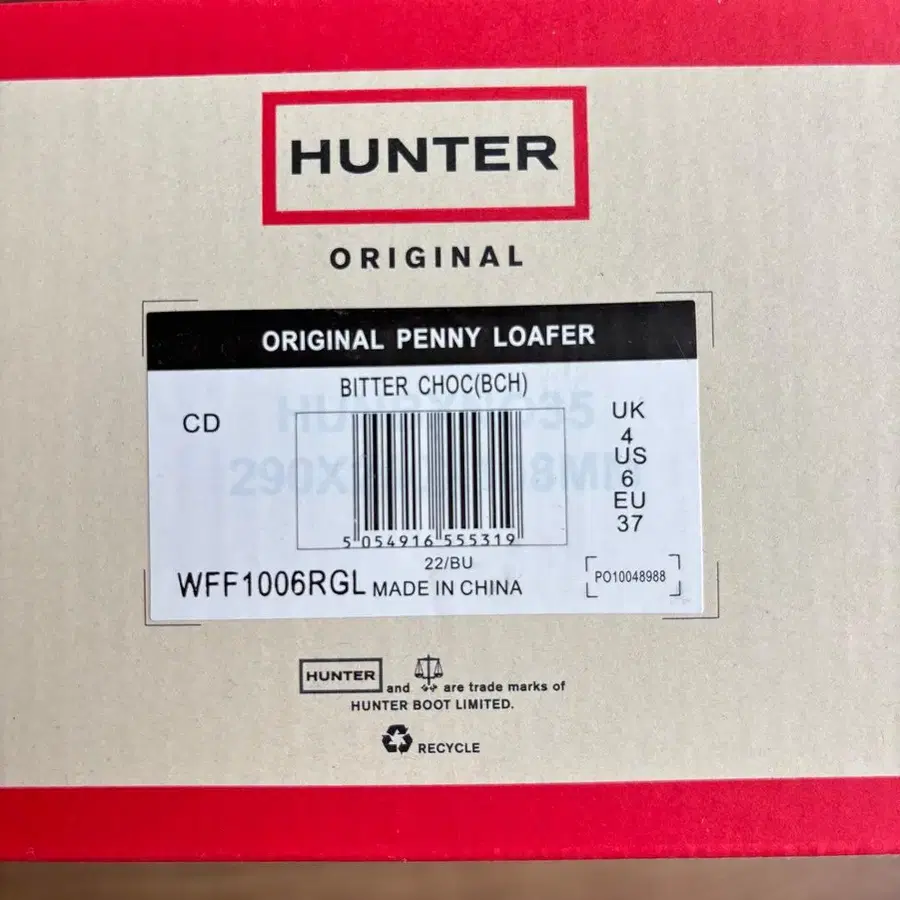 HUNTER
ORIGINAL
ORIGINAL PENNY LOAFER
BITTER CHOC(BCH)
CD
UK
4
US
6
EU
37
5 054916 555319
22/BU
WFF1006RGL MADE IN CHINA
PO10048988
HUNTER and are trade marks of
HUNTER BOOT LIMITED.
RECYCLE